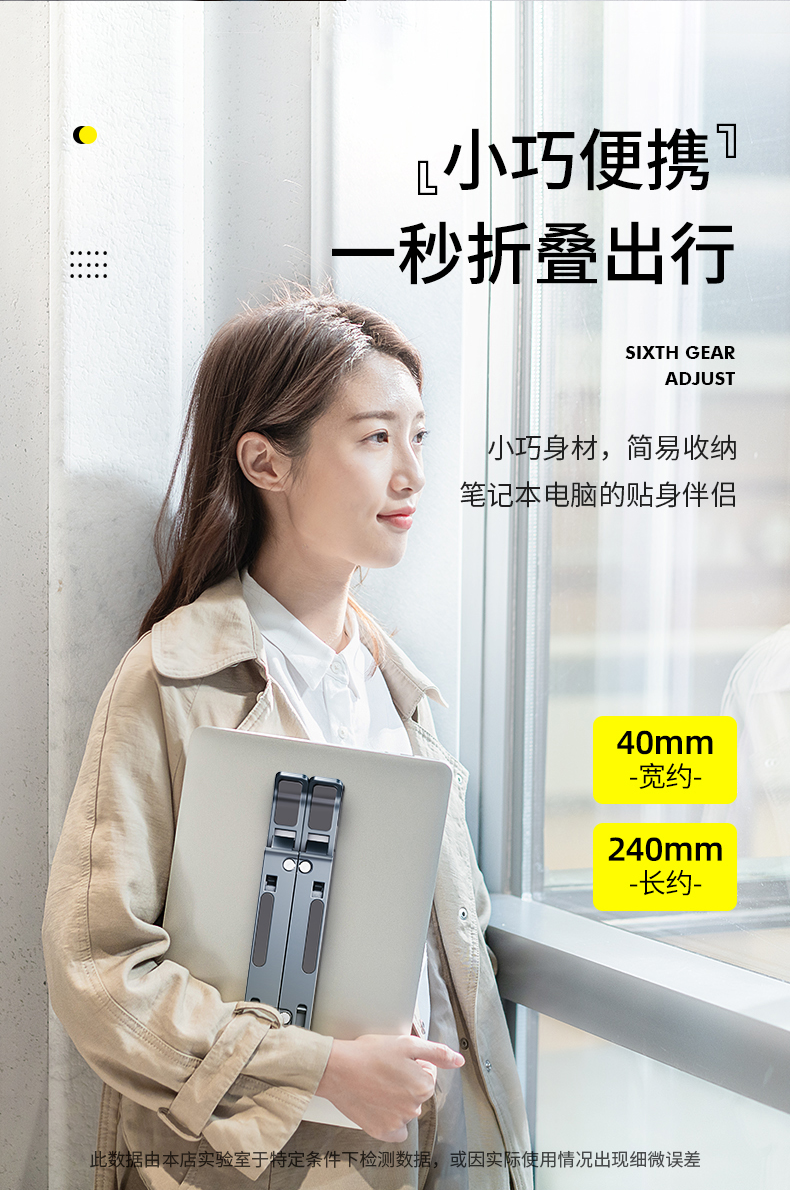 『小巧便携』
一秒折叠出行
SIXTH GEAR
ADJUST
小巧身材，简易收纳
笔记本电脑的贴身伴侣
40mm
-宽约-
240mm
-长约-
此数据由本店实验室于特定条件下检测数据，或因实际使用情况出现细微误差